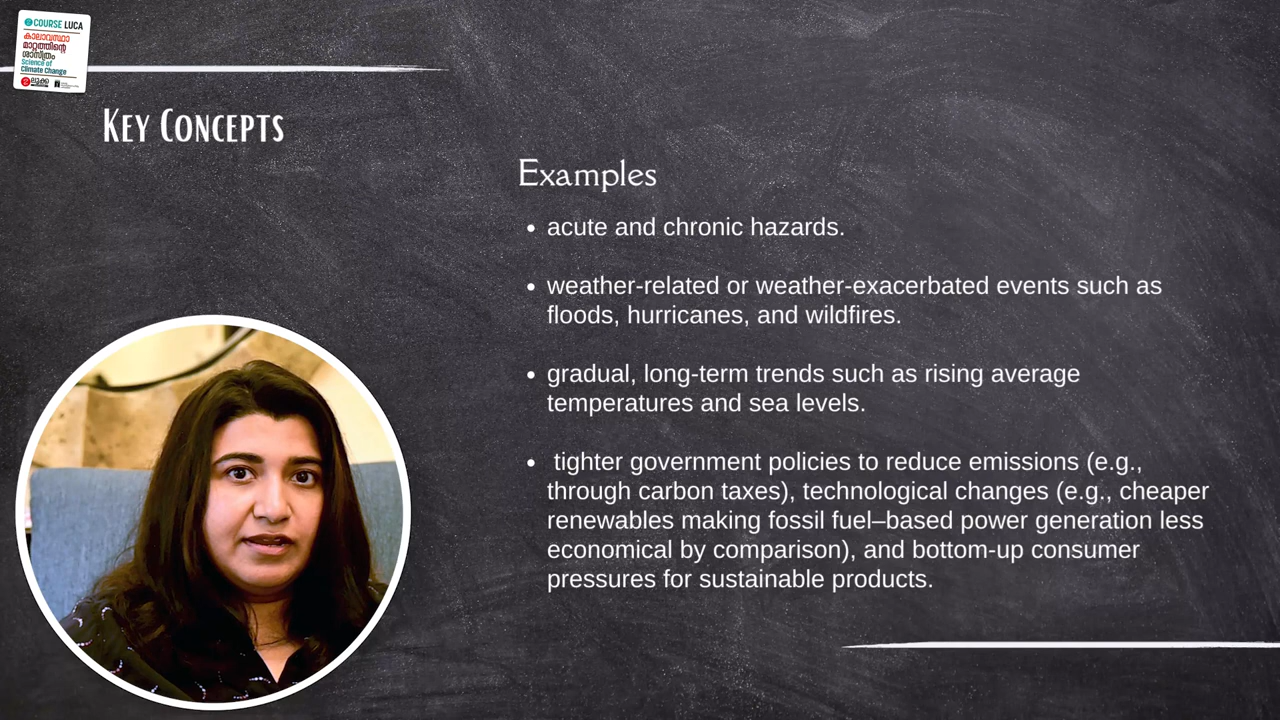 COURSE LUCA
കാലാവസ്ഥാ
മാറ്റത്തിന്റെ
ശാസ്ത്രം
Science of
Climate Change
ലൂക്ക
Key Concepts
Examples
• acute and chronic hazards.
• weather-related or weather-exacerbated events such as
floods, hurricanes, and wildfires.
• gradual, long-term trends such as rising average
temperatures and sea levels.
• tighter government policies to reduce emissions (e.g.,
through carbon taxes), technological changes (e.g., cheaper
renewables making fossil fuel–based power generation less
economical by comparison), and bottom-up consumer
pressures for sustainable products.